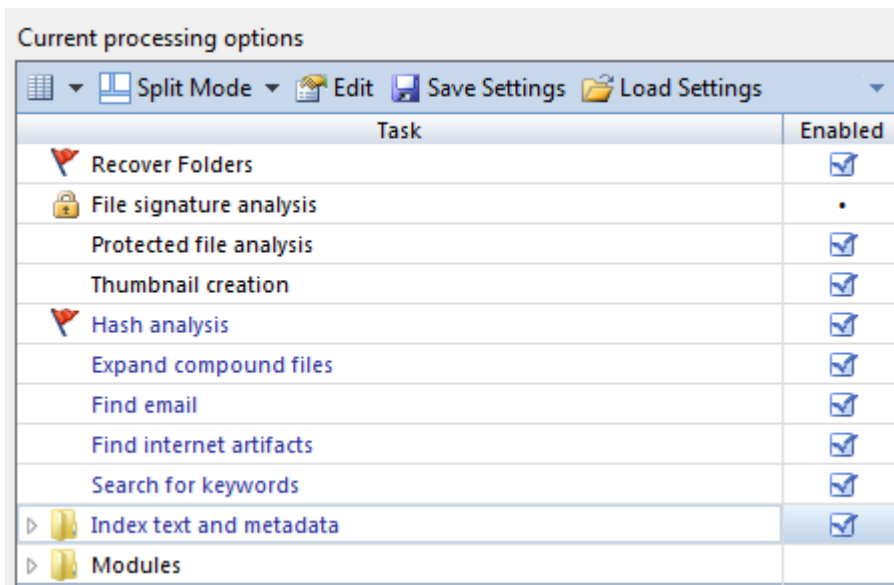 Current processing options
Split Mode Edit Save Settings Load Settings
Task Enabled
Recover Folders
File signature analysis
Protected file analysis
Thumbnail creation
Hash analysis
Expand compound files
Find email
Find internet artifacts
Search for keywords
Index text and metadata
Modules